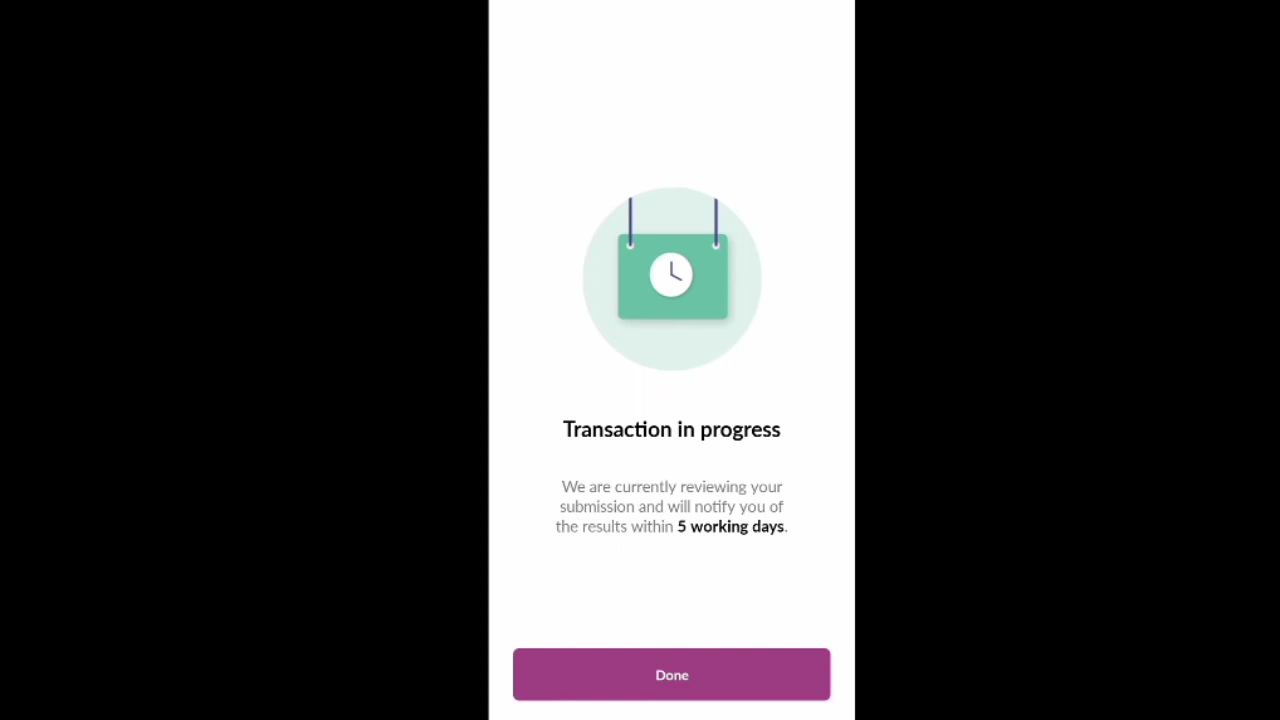 Transaction in progress
We are currently reviewing your
submission and will notify you of
the results within 5 working days.
Done